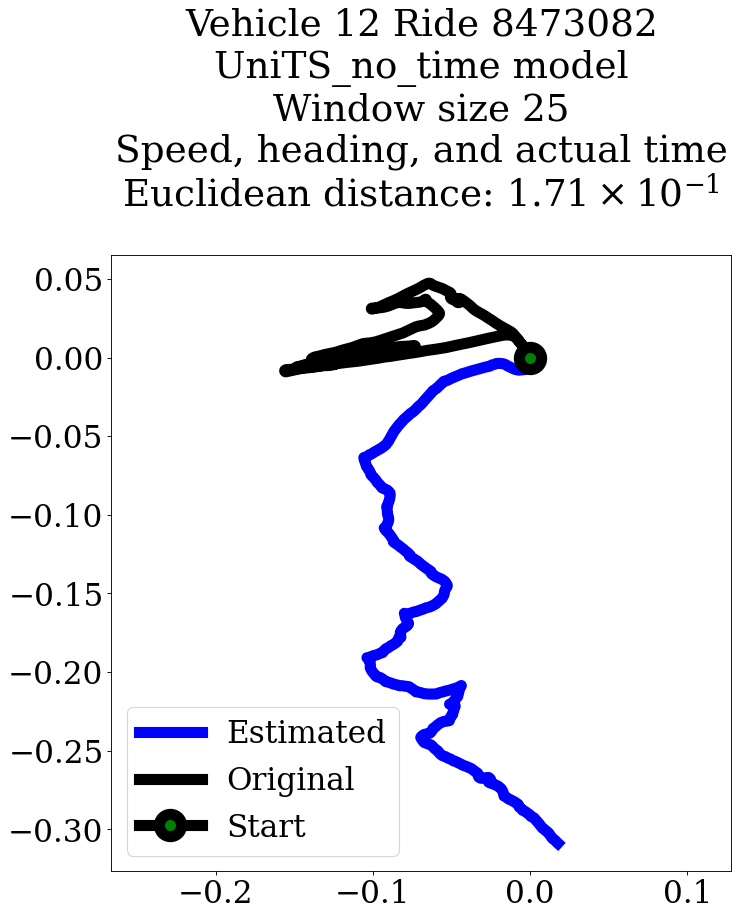 Vehicle 12 Ride 8473082
UniTS_no_time model
Window size 25
Speed, heading, and actual time
Euclidean distance: 1.71 × 10⁻¹
0.05
0.00
−0.05
−0.10
−0.15
−0.20
−0.25
−0.30
Estimated
Original
Start
−0.2 −0.1 0.0 0.1